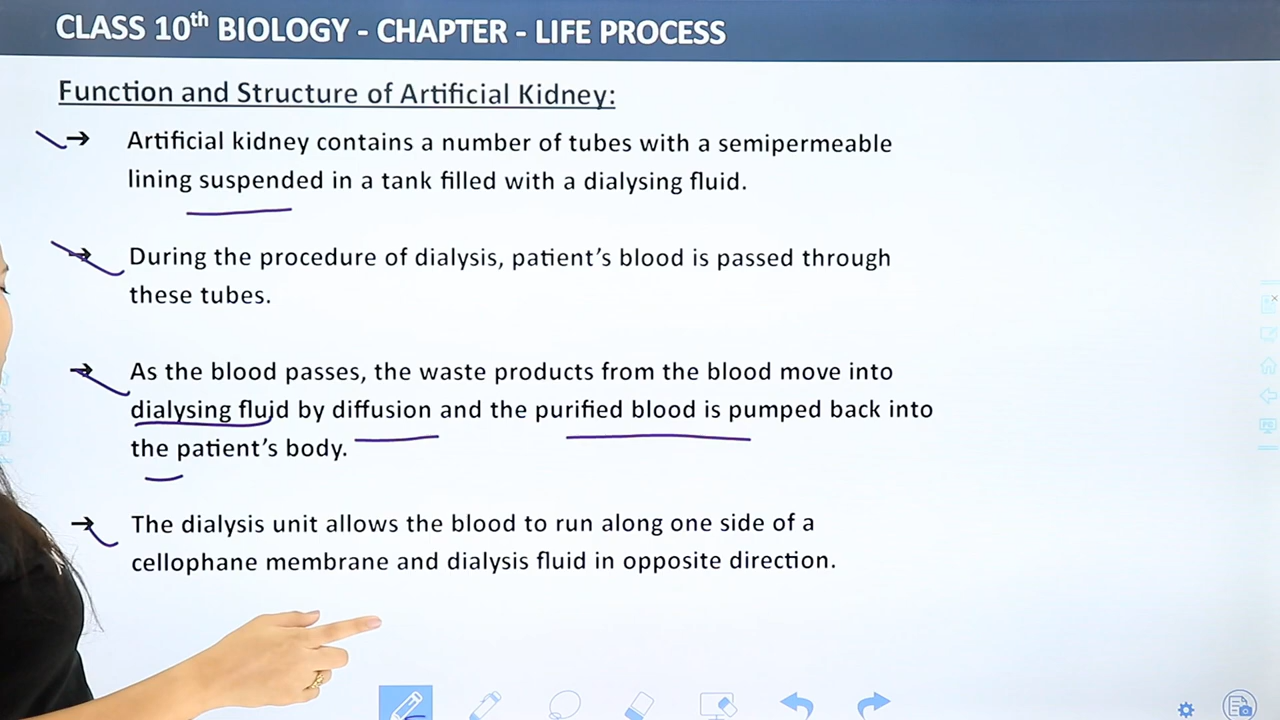 CLASS 10th BIOLOGY - CHAPTER - LIFE PROCESS
Function and Structure of Artificial Kidney:
→ Artificial kidney contains a number of tubes with a semipermeable
lining suspended in a tank filled with a dialysing fluid.
→ During the procedure of dialysis, patient's blood is passed through
these tubes.
→ As the blood passes, the waste products from the blood move into
dialysing fluid by diffusion and the purified blood is pumped back into
the patient's body.
→ The dialysis unit allows the blood to run along one side of a
cellophane membrane and dialysis fluid in opposite direction.